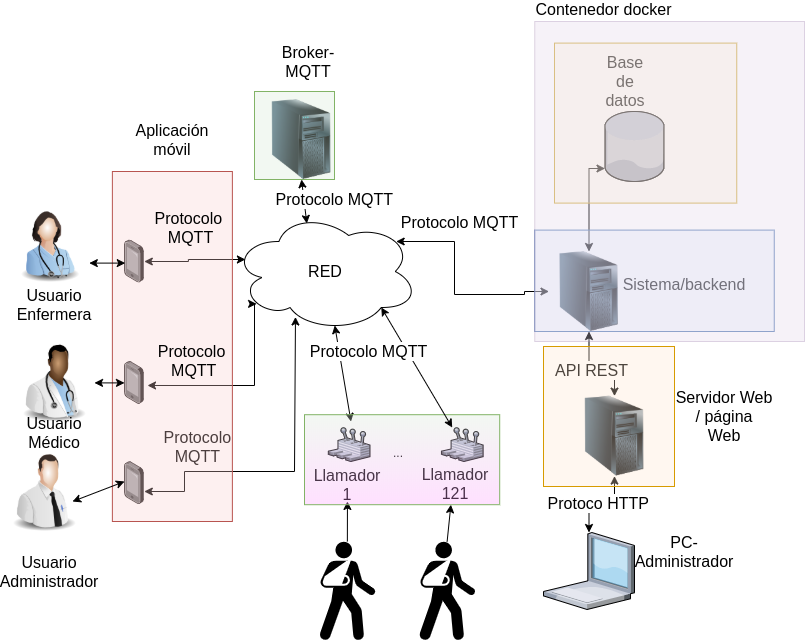 Contenedor docker
Broker-
MQTT
Base
de
datos
Aplicación
móvil
Protocolo MQTT
Protocolo
MQTT
Protocolo MQTT
RED
Sistema/backend
Usuario
Enfermera
Protocolo
MQTT
Protocolo MQTT
API REST
Servidor Web
/ página
Web
Usuario
Médico
Protocolo
MQTT
...
Llamador
1
Llamador
121
Protoco HTTP
PC-
Administrador
Usuario
Administrador